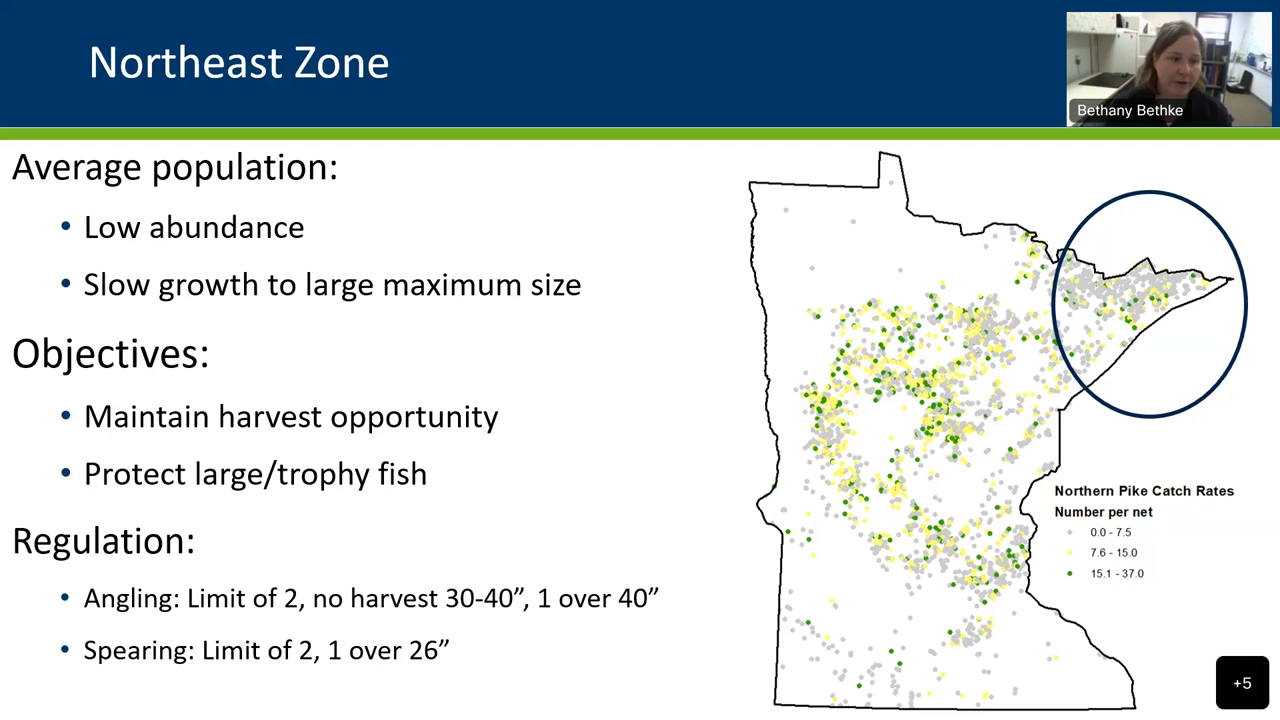 Northeast Zone
Bethany Bethke
Average population:
• Low abundance
• Slow growth to large maximum size
Objectives:
• Maintain harvest opportunity
• Protect large/trophy fish
Regulation:
• Angling: Limit of 2, no harvest 30-40”, 1 over 40”
• Spearing: Limit of 2, 1 over 26”
Northern Pike Catch Rates
Number per net
0.0 - 7.5
7.6 - 15.0
15.1 - 37.0
+5